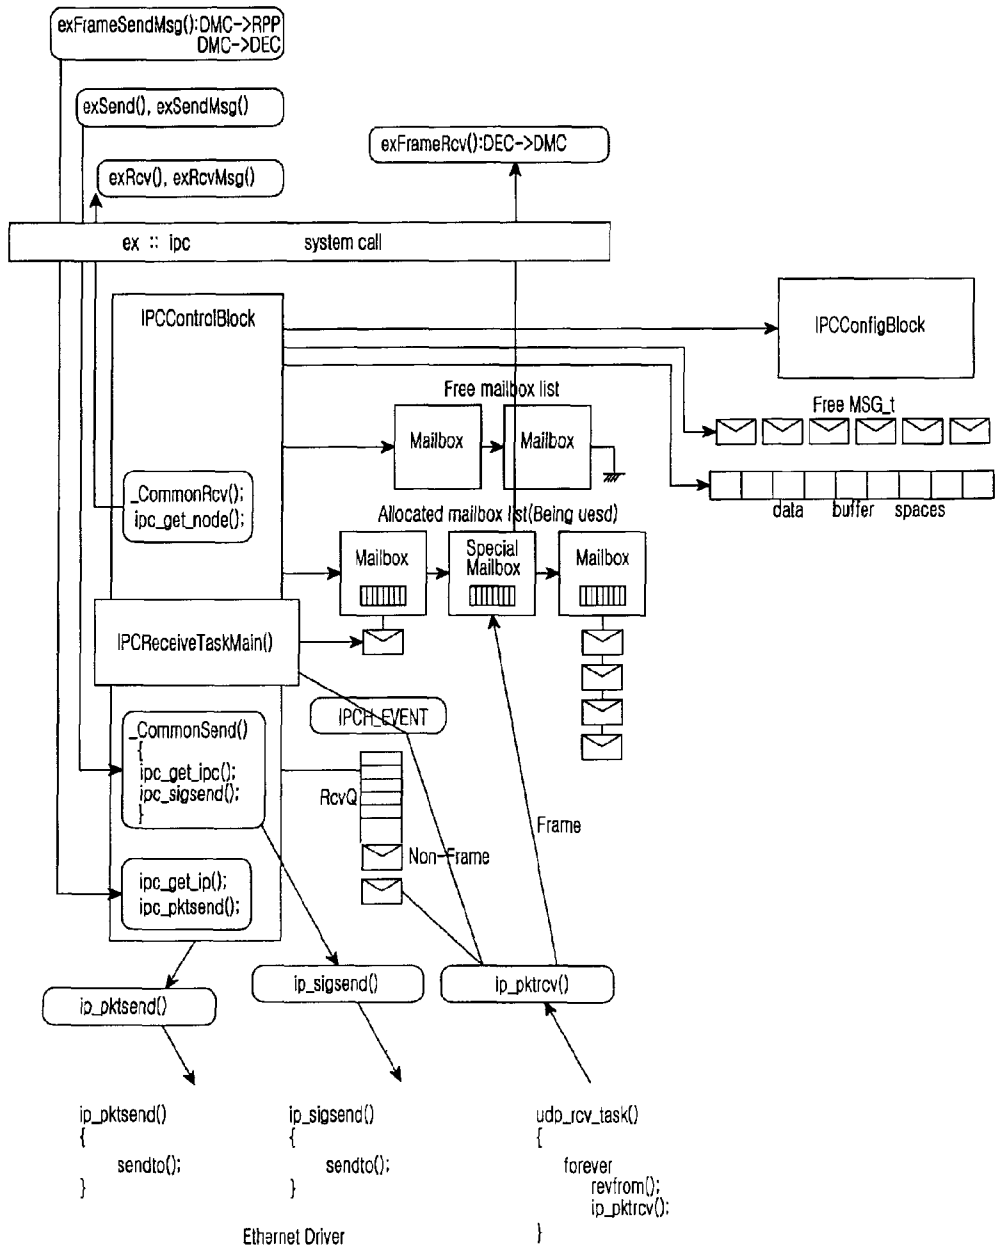 exFrameSendMsg():DMC->RPP
DMC->DEC
exSend(), exSendMsg()
exFrameRcv():DEC->DMC
exRcv(), exRcvMsg()
ex :: ipc system call
IPCControlBlock
IPCConfigBlock
Free mailbox list
Free MSG_t
Mailbox
Mailbox
_CommonRcv();
ipc_get_node();
data buffer spaces
Allocated mailbox list(Being uesd)
Mailbox
Special
Mailbox
Mailbox
IPCReceiveTaskMain()
IPCH_EVENT
_CommonSend()
{
ipc_get_ipc();
ipc_sigsend();
}
RcvQ
Frame
Non-Frame
ipc_get_ip();
ipc_pktsend();
ip_sigsend()
ip_pktrcv()
ip_pktsend()
ip_pktsend()
{
sendto();
}
ip_sigsend()
{
sendto();
}
udp_rcv_task()
{
forever
revfrom();
ip_pktrcv();
}
Ethernet Driver